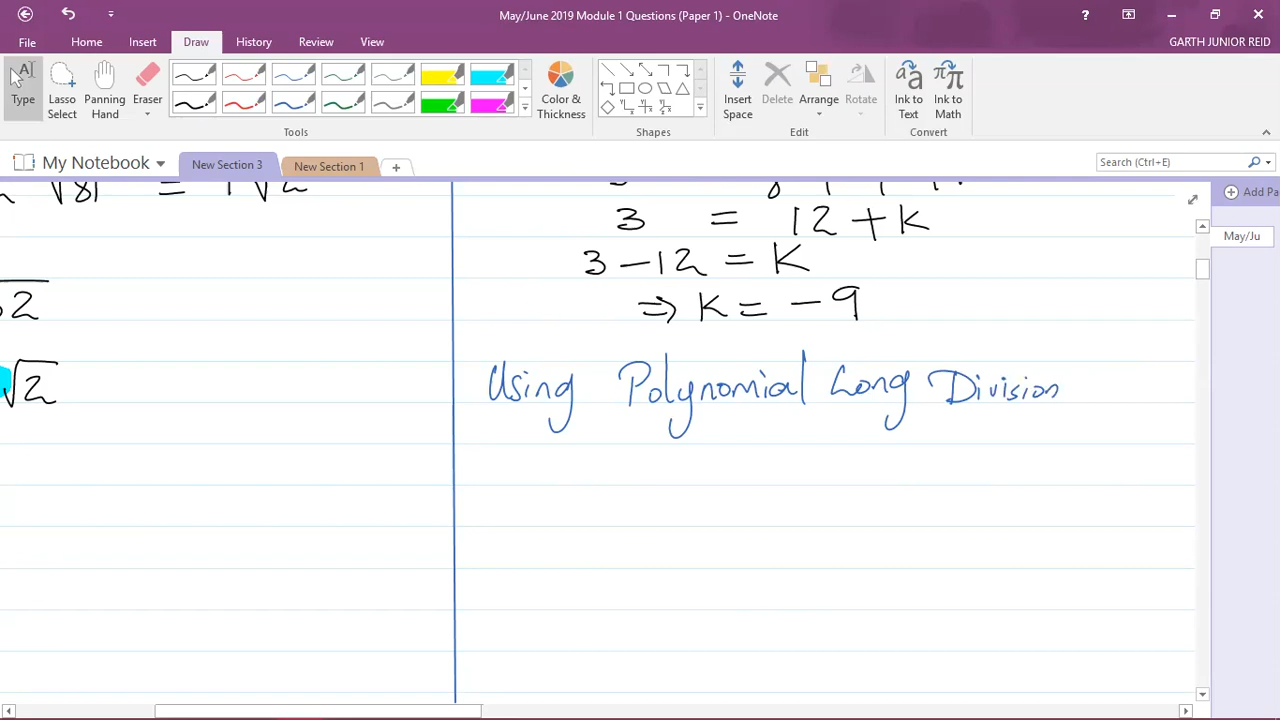 May/June 2019 Module 1 Questions (Paper 1) - OneNote
File Home Insert Draw History Review View
GARTH JUNIOR REID
Type
Lasso Select
Panning Hand
Eraser
Color & Thickness
Insert Space
Delete
Arrange
Rotate
Ink to Text
Ink to Math
Tools
Shapes
Edit
Convert
My Notebook
New Section 3
New Section 1
Search (Ctrl+E)
Add Pa
May/Ju
3 = 12 + K
3 - 12 = K
⇒ K = - 9
2
√2
Using Polynomial Long Division